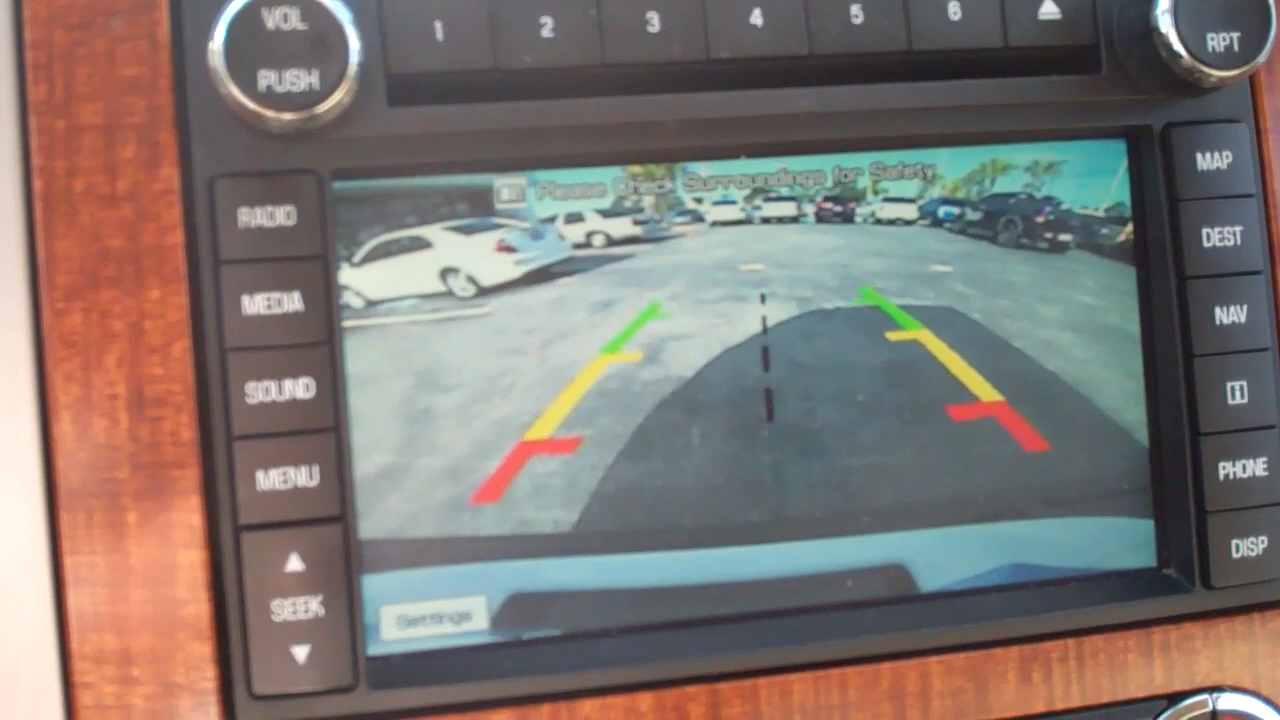 VOL
PUSH
1 2 3 4 5 6
RPT
RADIO
MEDIA
SOUND
MENU
SEEK
Please Check Surroundings for Safety
Settings
MAP
DEST
NAV
i
PHONE
DISP